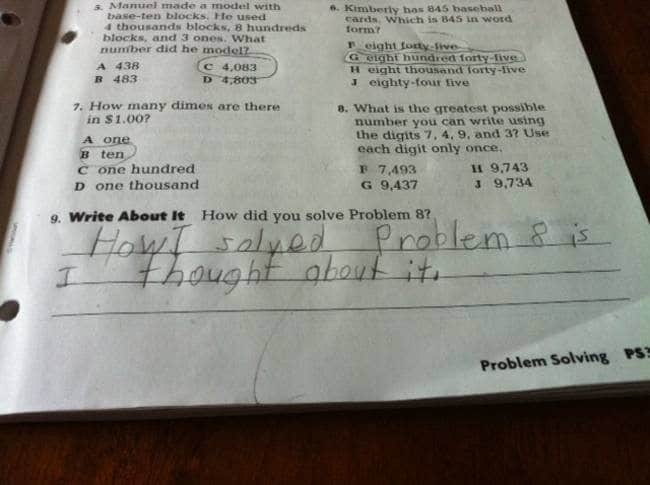 5. Manuel made a model with
base-ten blocks. He used
4 thousands blocks, 8 hundreds
blocks, and 3 ones. What
number did he model?
A 438
C 4,083
B 483
D 4,803
6. Kimberly has 845 baseball
cards. Which is 845 in word
form?
F eight forty-five
G eight hundred forty-five
H eight thousand forty-five
J eighty-four five
7. How many dimes are there
in $1.00?
A one
B ten
C one hundred
D one thousand
8. What is the greatest possible
number you can write using
the digits 7, 4, 9, and 3? Use
each digit only once.
F 7,493
H 9,743
G 9,437
J 9,734
9. Write About It How did you solve Problem 8?
How I solved Problem 8 is
I thought about it.
Problem Solving